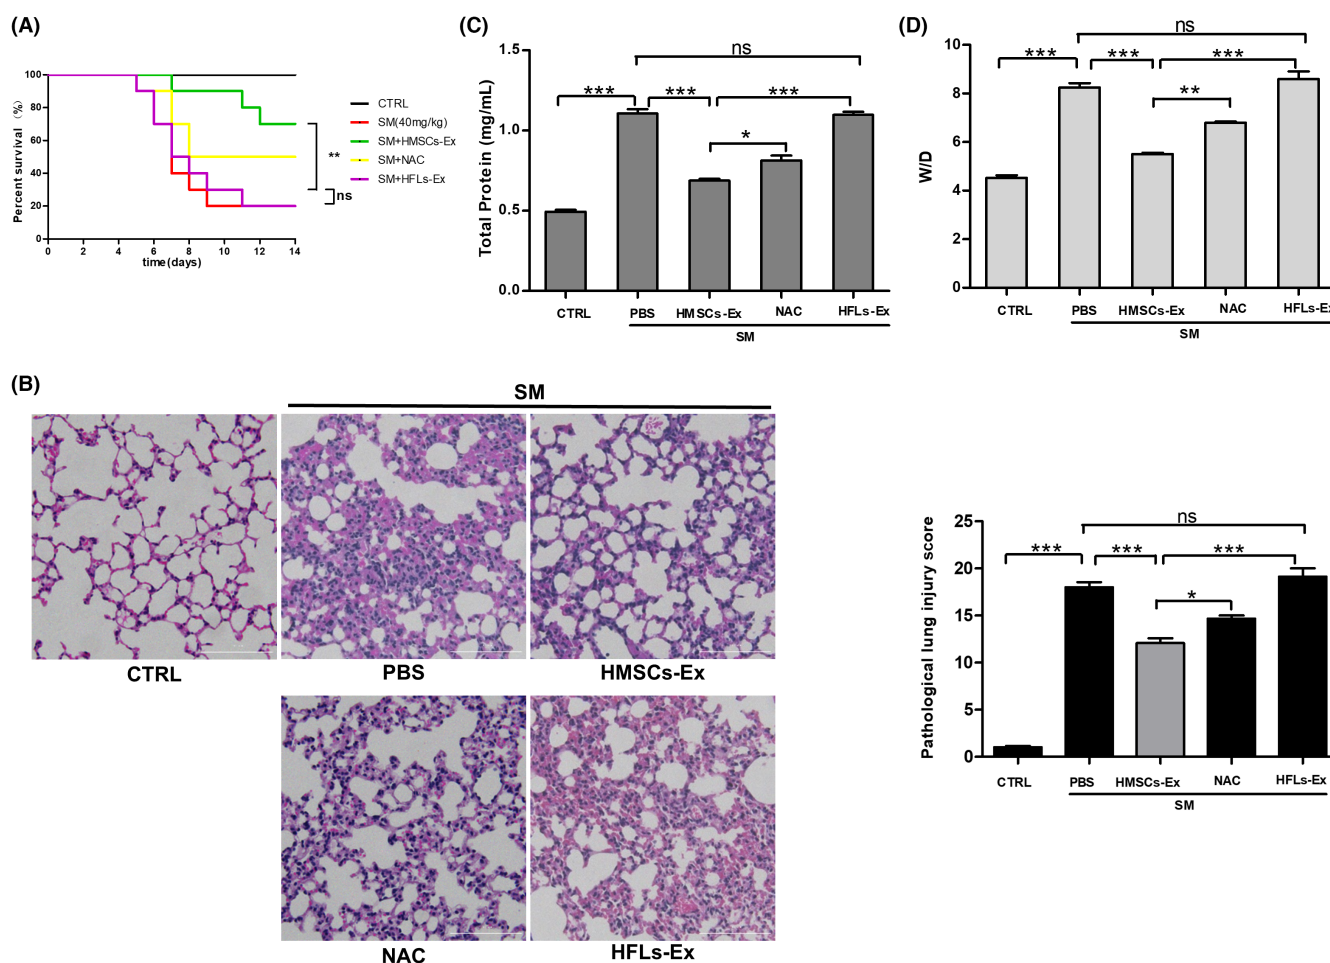 (A)
Percent survival (%)
100
80
60
40
20
0
0 2 4 6 8 10 12 14
time(days)
CTRL
SM(40mg/kg)
SM+HMSCs-Ex
SM+NAC
SM+HFLs-Ex
**
ns
(C)
Total Protein (mg/mL)
1.5
1.0
0.5
0.0
ns
*** *** ***
*
CTRL PBS HMSCs-Ex NAC HFLs-Ex
SM
(D)
W/D
10
8
6
4
2
0
ns
*** *** ***
**
CTRL PBS HMSCs-Ex NAC HFLs-Ex
SM
(B)
SM
CTRL
PBS
HMSCs-Ex
NAC
HFLs-Ex
Pathological lung injury score
25
20
15
10
5
0
ns
*** *** ***
*
CTRL PBS HMSCs-Ex NAC HFLs-Ex
SM